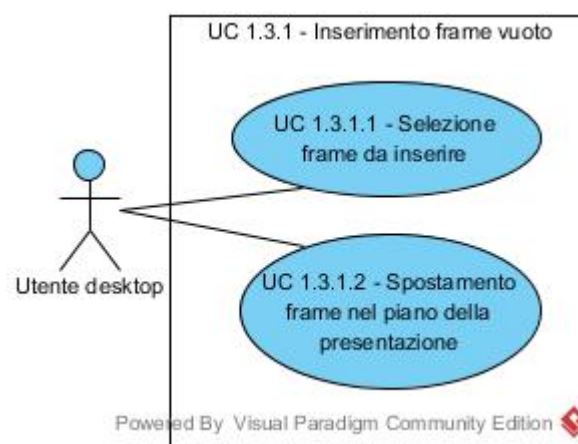 UC 1.3.1 - Inserimento frame vuoto
UC 1.3.1.1 - Selezione
frame da inserire
Utente desktop
UC 1.3.1.2 - Spostamento
frame nel piano della
presentazione
Powered By Visual Paradigm Community Edition